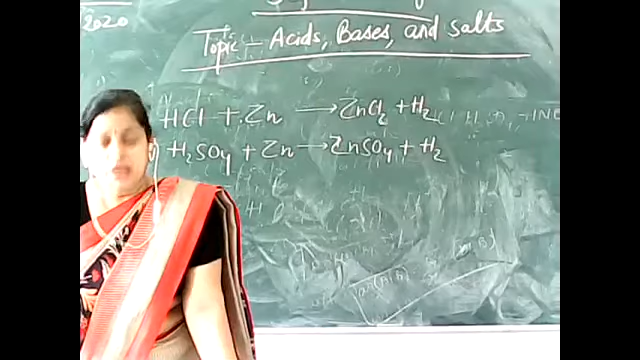 2020
Topic - Acids, Bases, and salts
HCl + Zn → ZnCl2 + H2
H2SO4 + Zn → ZnSO4 + H2